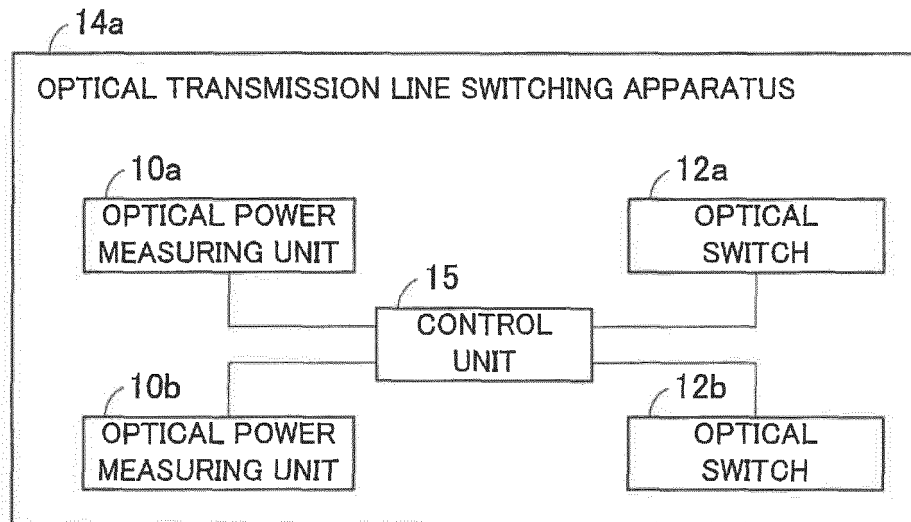 14a
OPTICAL TRANSMISSION LINE SWITCHING APPARATUS
10a
OPTICAL POWER
MEASURING UNIT
12a
OPTICAL
SWITCH
15
CONTROL
UNIT
10b
OPTICAL POWER
MEASURING UNIT
12b
OPTICAL
SWITCH